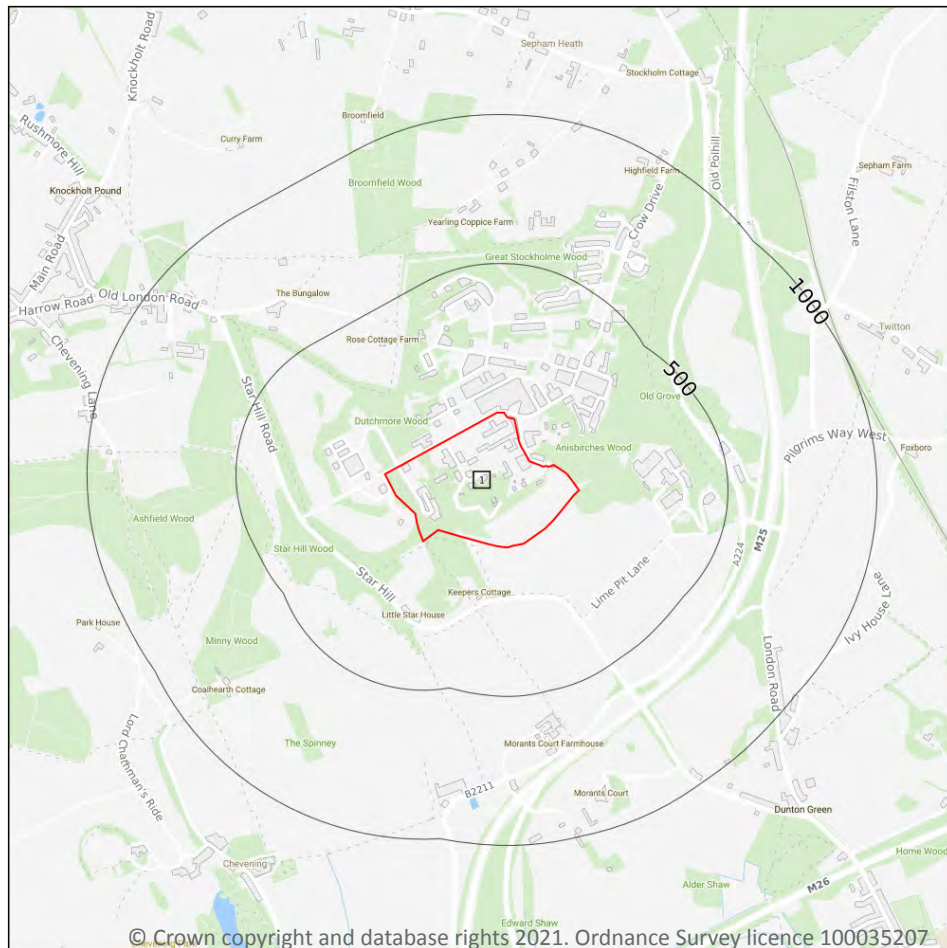 Knockholt Road
Sepham Heath
Stockholm Cottage
Rushmore Hill
Broomfield
Curry Farm
Old Polhill
Highfield Farm
Sepham Farm
Filston Lane
Broomfield Wood
Knockholt Pound
Crow Drive
Yearling Coppice Farm
Main Road
Great Stockholme Wood
1000
Harrow Road
Old London Road
The Bungalow
Twitton
Chevening Lane
Rose Cottage Farm
500
Star Hill Road
Old Grove
Dutchmore Wood
Pilgrims Way West
Anisbirches Wood
Foxboro
1
Ashfield Wood
Star Hill Wood
A224
M25
Star Hill
Lime Pit Lane
Keepers Cottage
Ivy House Lane
Little Star House
Park House
Minny Wood
London Road
Coalhearth Cottage
Lord Chatham's Ride
The Spinney
Morants Court Farmhouse
B2211
Morants Court
Dunton Green
Chevening
Home Wood
Alder Shaw
M26
Edward Shaw
© Crown copyright and database rights 2021. Ordnance Survey licence 100035207